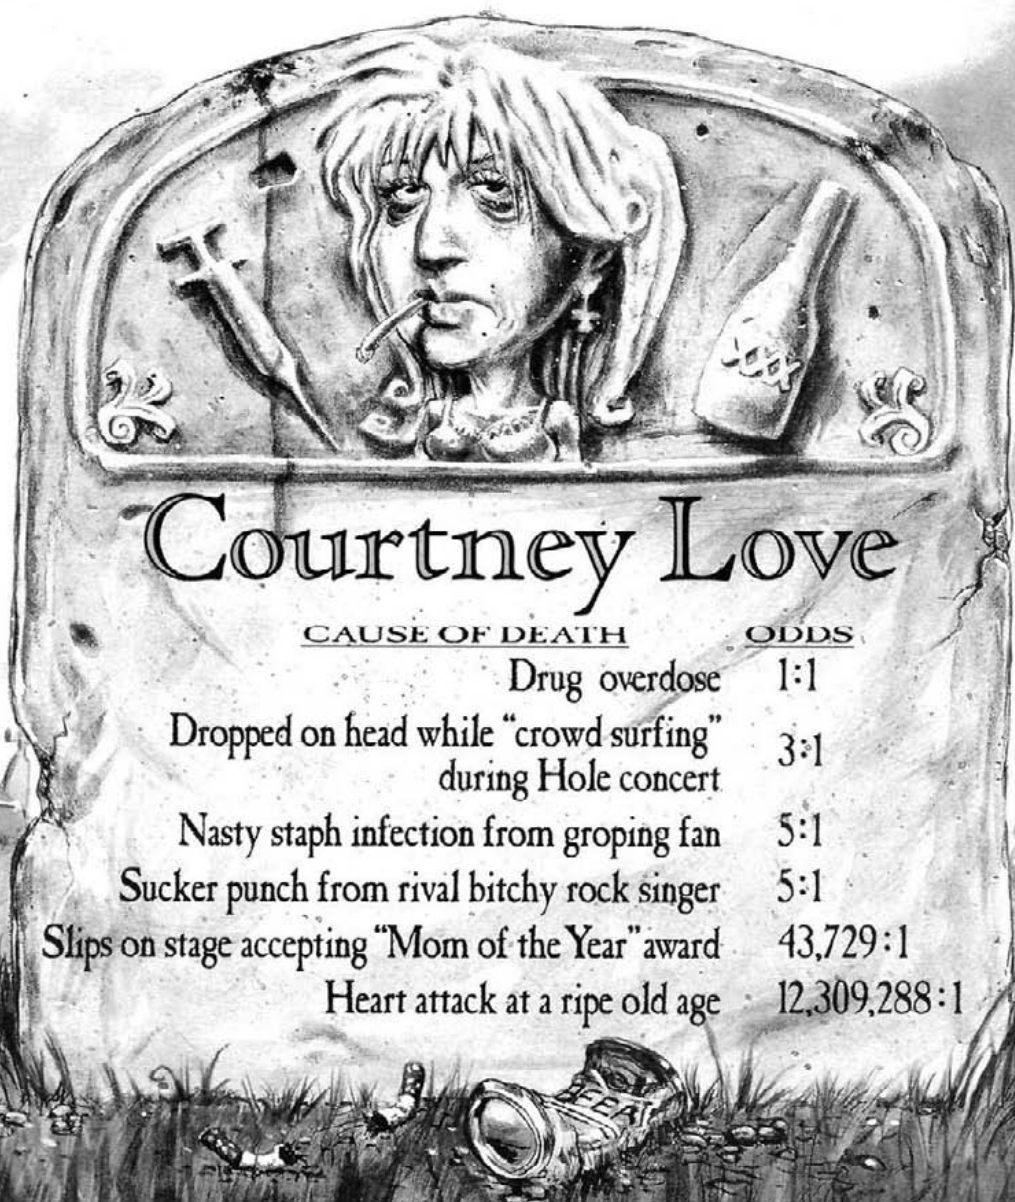 XXX
Courtney Love
CAUSE OF DEATH ODDS
Drug overdose 1:1
Dropped on head while "crowd surfing"
during Hole concert 3:1
Nasty staph infection from groping fan 5:1
Sucker punch from rival bitchy rock singer 5:1
Slips on stage accepting "Mom of the Year" award 43,729:1
Heart attack at a ripe old age 12,309,288:1
BEER